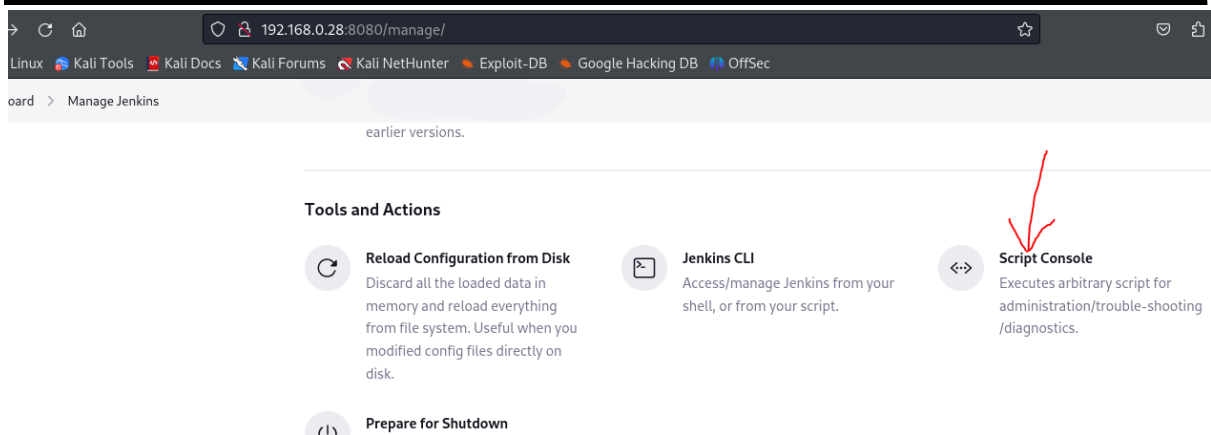 192.168.0.28:8080/manage/
Linux Kali Tools Kali Docs Kali Forums Kali NetHunter Exploit-DB Google Hacking DB OffSec
oard > Manage Jenkins
earlier versions.
Tools and Actions
Reload Configuration from Disk
Discard all the loaded data in
memory and reload everything
from file system. Useful when you
modified config files directly on
disk.
Jenkins CLI
Access/manage Jenkins from your
shell, or from your script.
Script Console
Executes arbitrary script for
administration/trouble-shooting
/diagnostics.
Prepare for Shutdown